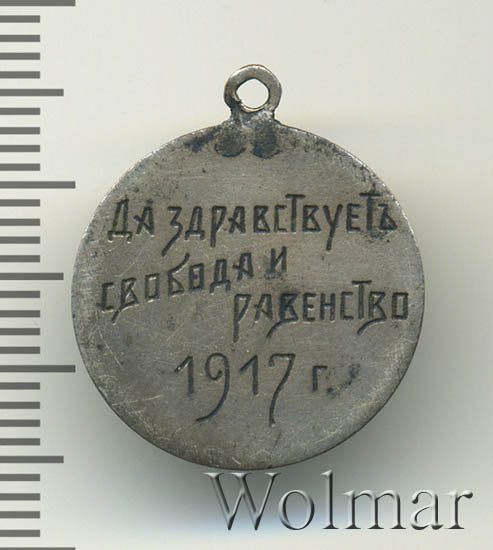 Да здравствуетъ
свобода и
равенство
1917 г.
Wolmar